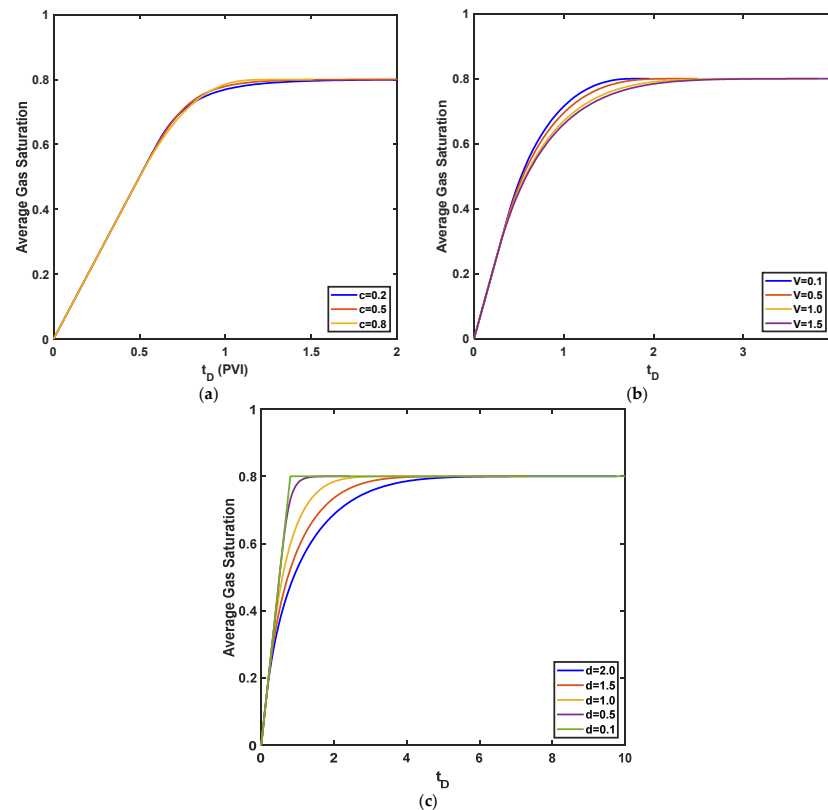 1
0.8
0.6
0.4
0.2
0
Average Gas Saturation
c=0.2
c=0.5
c=0.8
0 0.5 1 1.5 2
t_D (PVI)
(a)
1
0.8
0.6
0.4
0.2
0
Average Gas Saturation
V=0.1
V=0.5
V=1.0
V=1.5
0 1 2 3
t_D
(b)
1
0.8
0.6
0.4
0.2
0
Average Gas Saturation
d=2.0
d=1.5
d=1.0
d=0.5
d=0.1
0 2 4 6 8 10
t_D
(c)